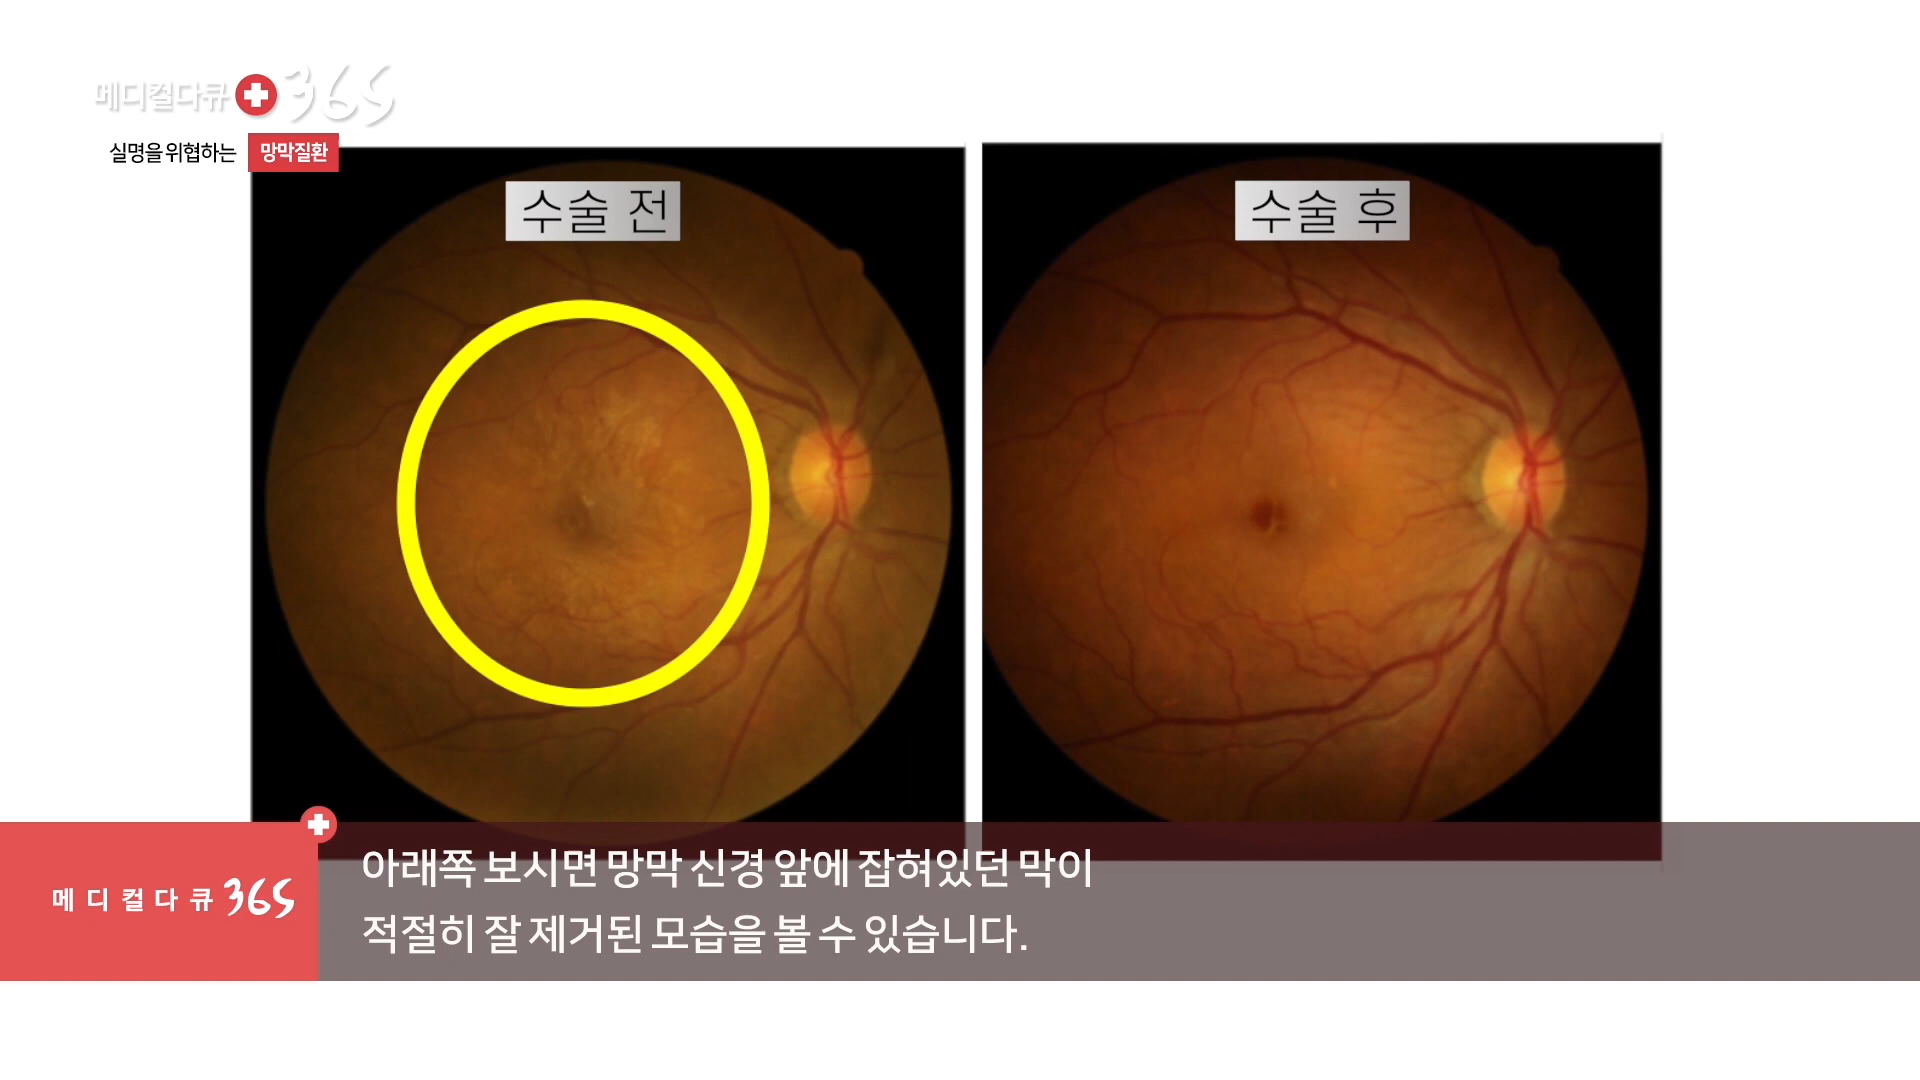 메디컬다큐 365
실명을 위협하는 망막질환
수술 전
수술 후
메디컬다큐 365
아래쪽 보시면 망막 신경 앞에 잡혀있던 막이
적절히 잘 제거된 모습을 볼 수 있습니다.